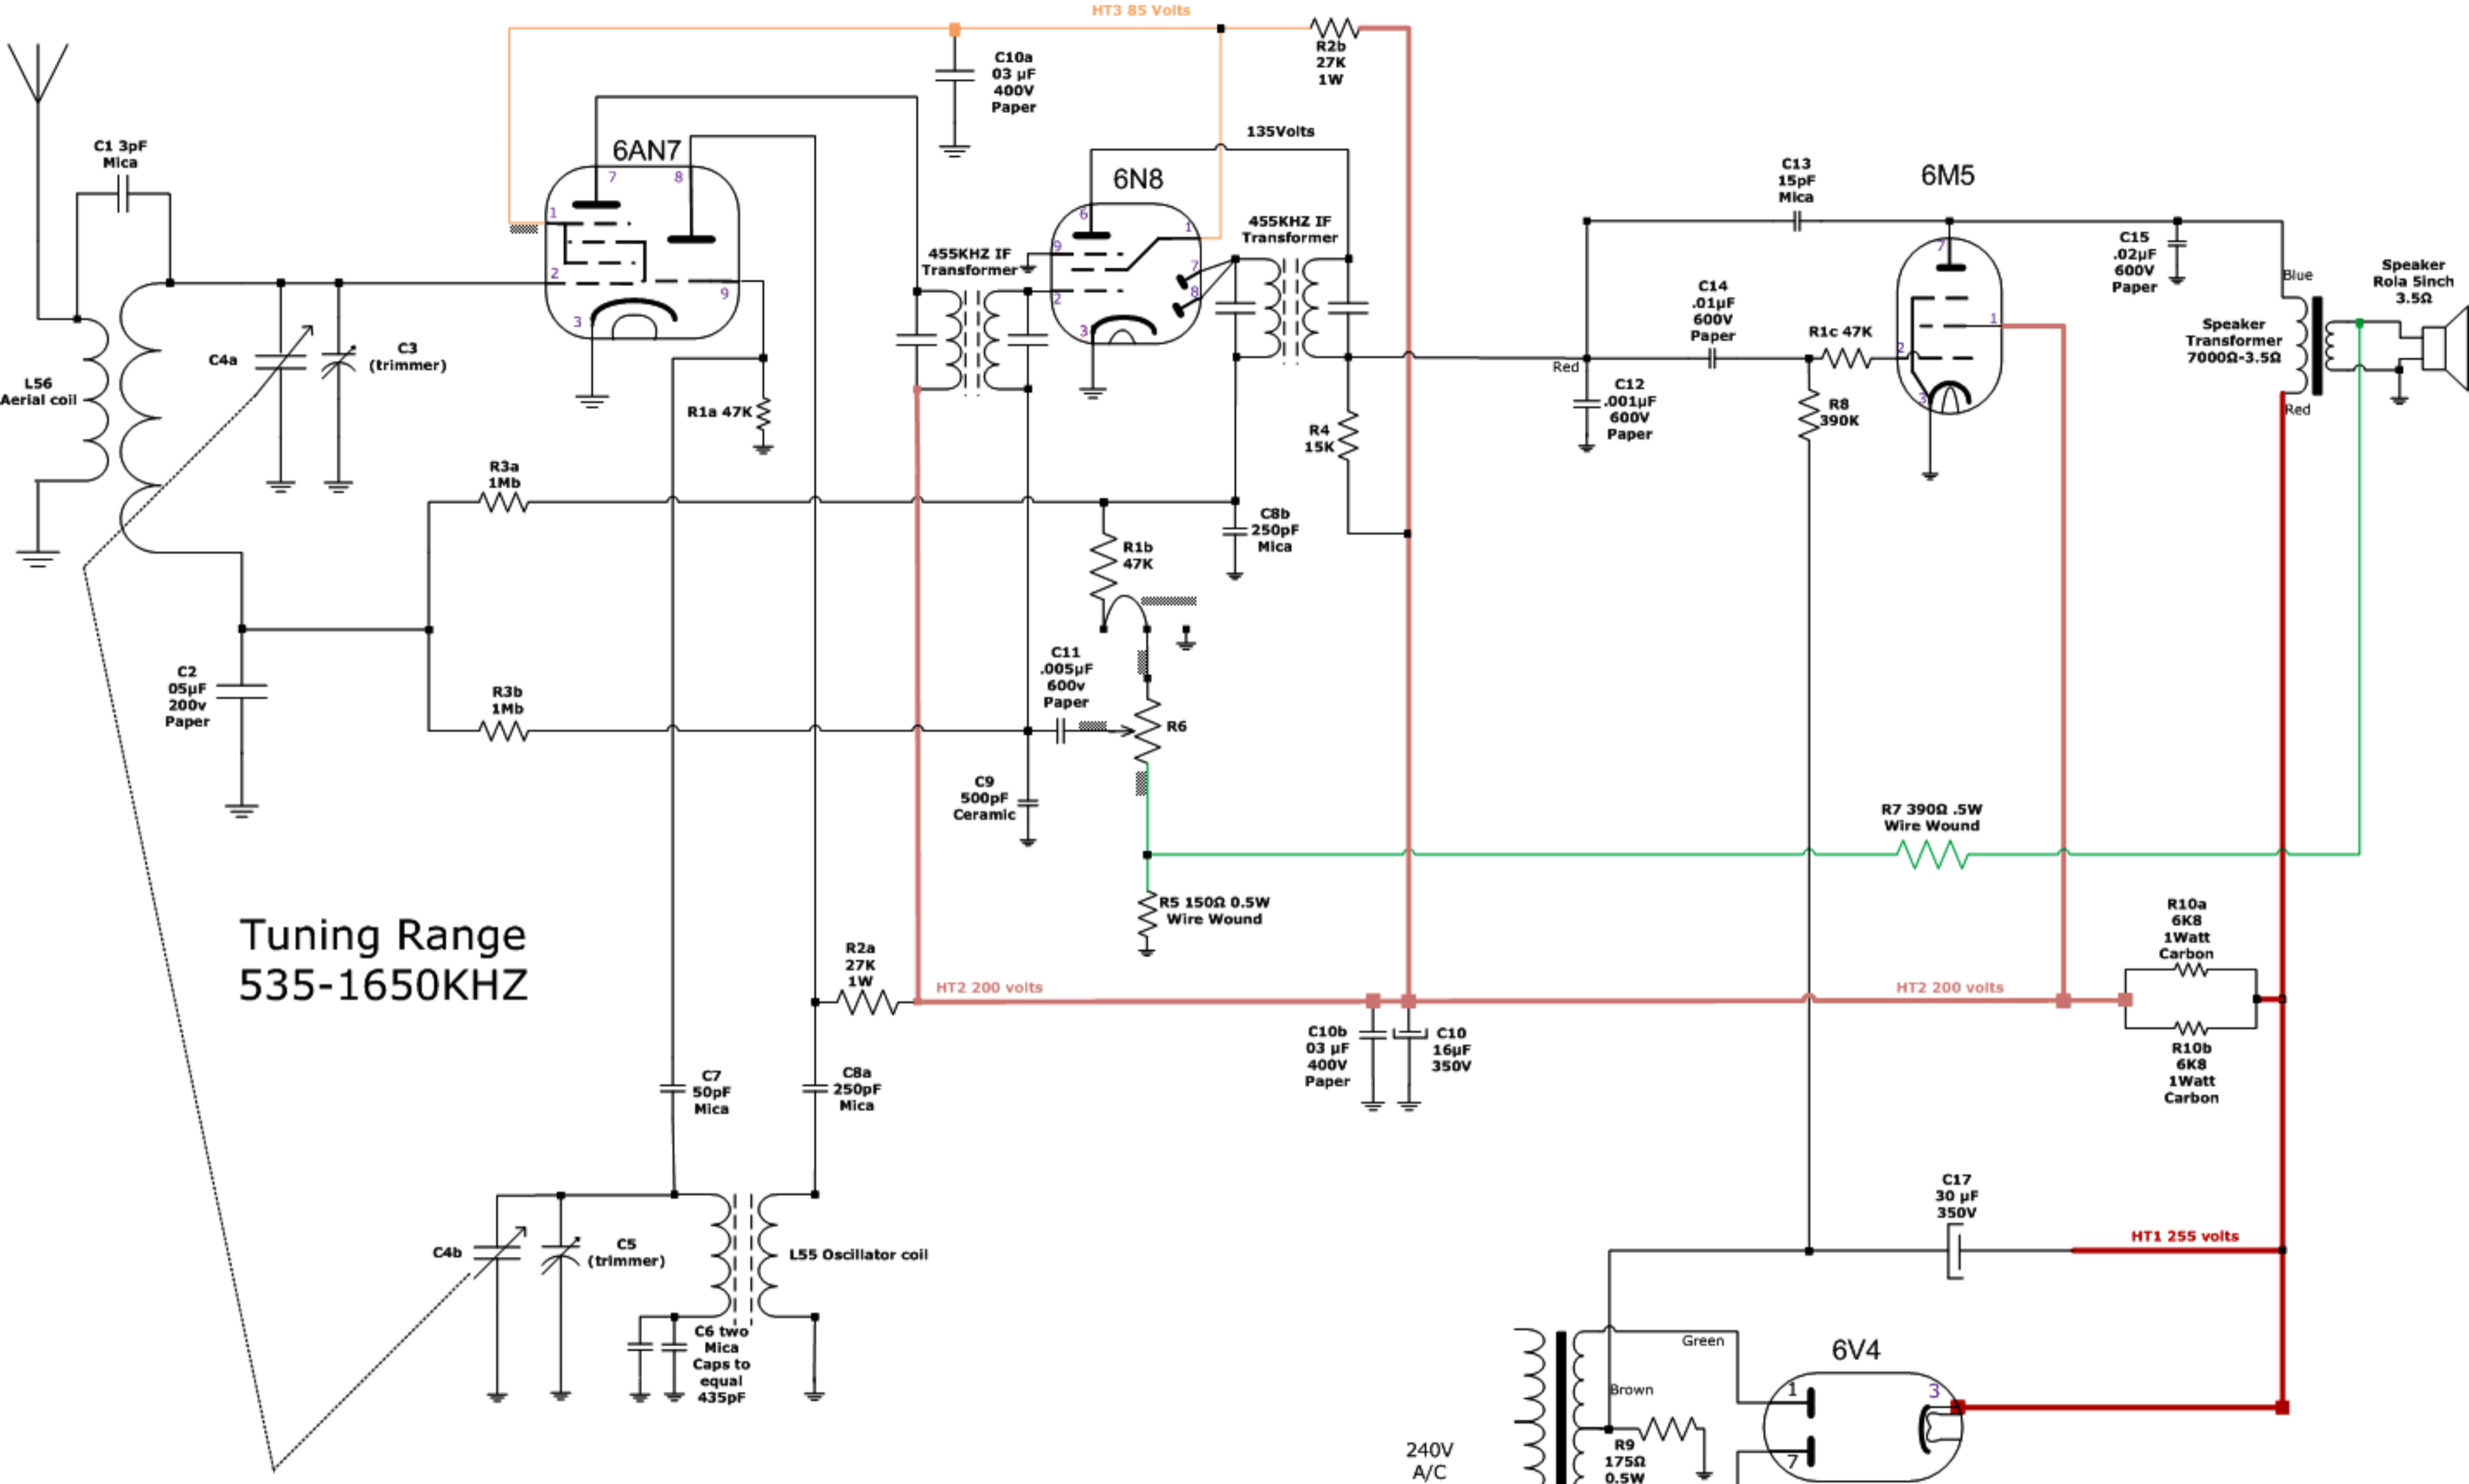 HT3 85 Volts
R2b
27K
1W
C10a
03 µF
400V
Paper
135Volts
C1 3pF
Mica
6AN7
7
8
1
2
3
9
6N8
6
1
9
7
8
2
3
455KHZ IF
Transformer
455KHZ IF
Transformer
C13
15pF
Mica
6M5
7
1
2
3
C15
.02µF
600V
Paper
Blue
Speaker
Rola 5inch
3.5Ω
Speaker
Transformer
7000Ω-3.5Ω
Red
C14
.01µF
600V
Paper
R1c 47K
Red
C12
.001µF
600V
Paper
R8
390K
C4a
C3
(trimmer)
L56
Aerial coil
R1a 47K
R4
15K
R3a
1Mb
C8b
250pF
Mica
R1b
47K
C2
05µF
200v
Paper
R3b
1Mb
C11
.005µF
600v
Paper
R6
C9
500pF
Ceramic
R7 390Ω .5W
Wire Wound
R5 150Ω 0.5W
Wire Wound
R10a
6K8
1Watt
Carbon
Tuning Range
535-1650KHZ
R2a
27K
1W
HT2 200 volts
HT2 200 volts
C10b
03 µF
400V
Paper
C10
16µF
350V
R10b
6K8
1Watt
Carbon
C7
50pF
Mica
C8a
250pF
Mica
C17
30 µF
350V
HT1 255 volts
C4b
C5
(trimmer)
L55 Oscillator coil
C6 two
Mica
Caps to
equal
435pF
Green
6V4
Brown
1
3
7
R9
175Ω
0.5W
240V
A/C